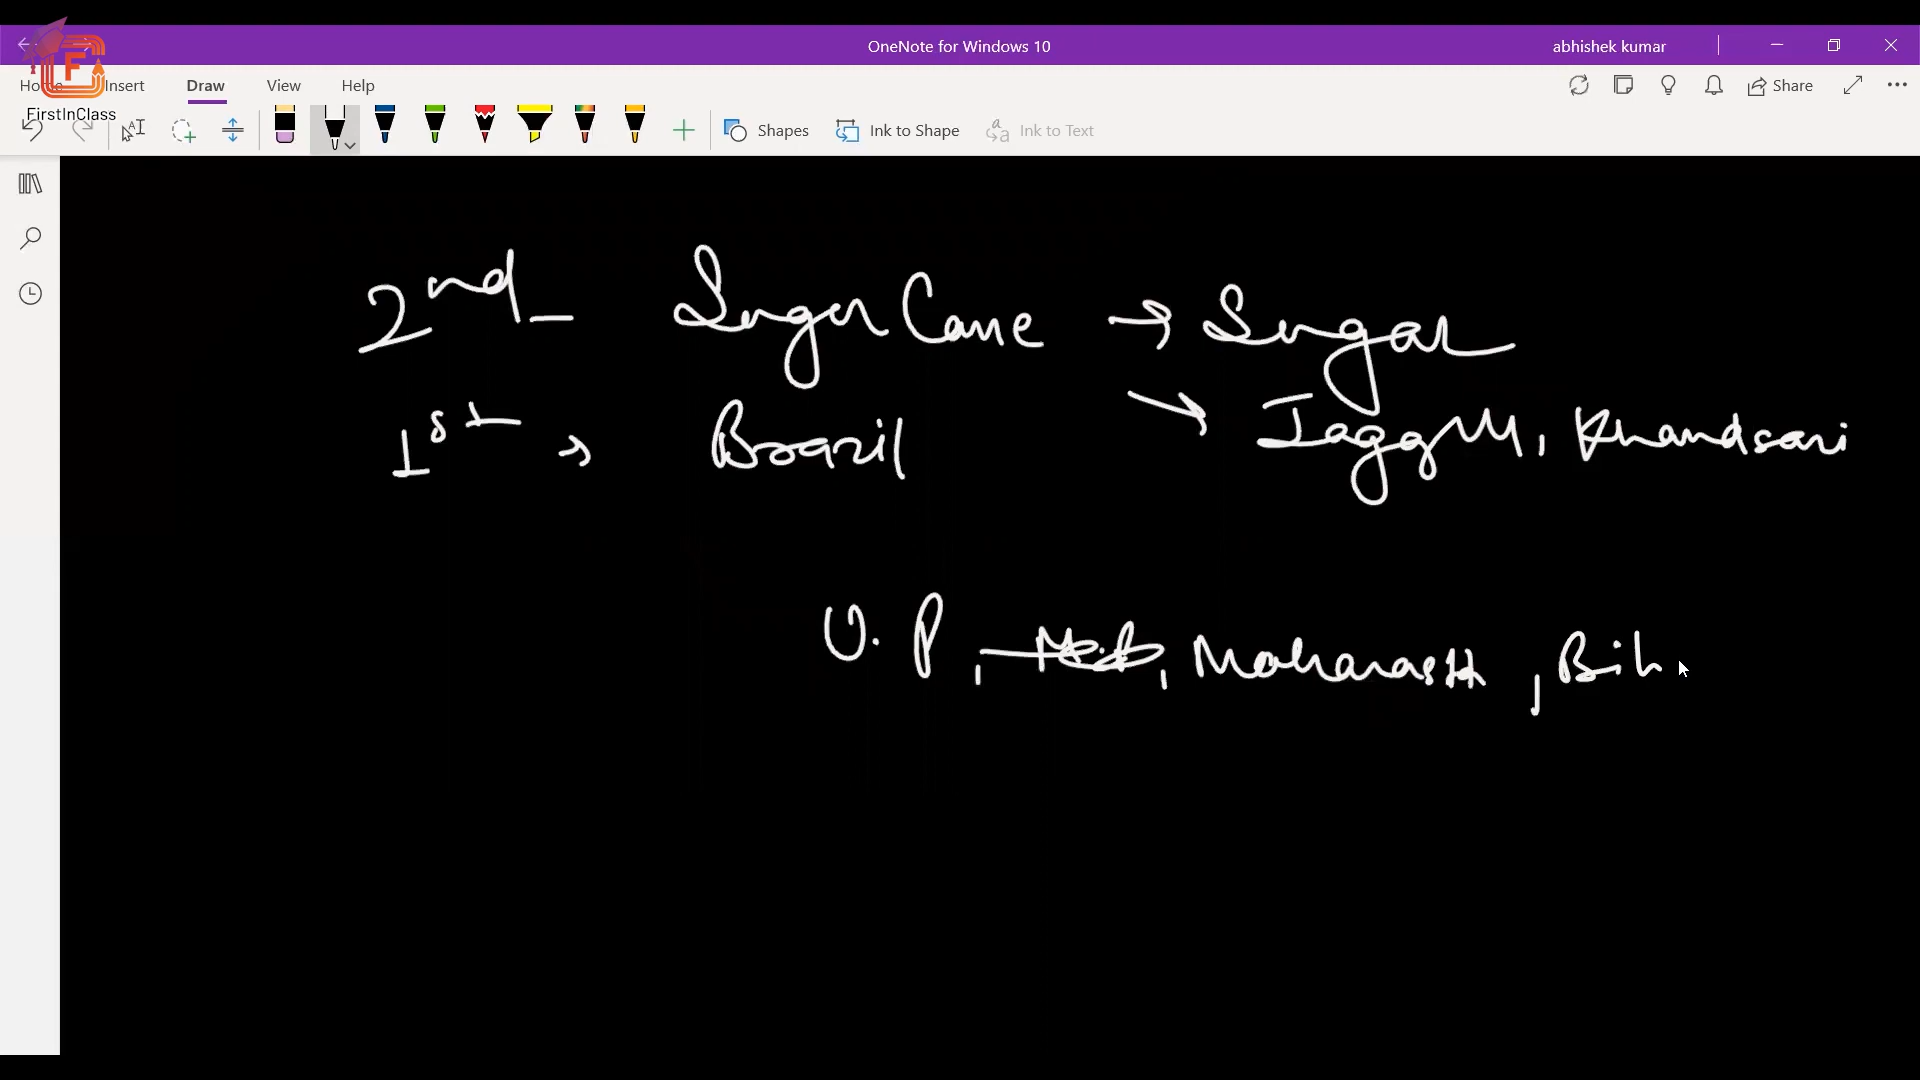 OneNote for Windows 10
abhishek kumar
Home Insert Draw View Help
Share
FirstInClass
Shapes Ink to Shape Ink to Text
2nd - Sugar Cane → Sugar
1st → Brazil → Jaggery, Khandsari
U.P, M.P, Maharasht, Bih